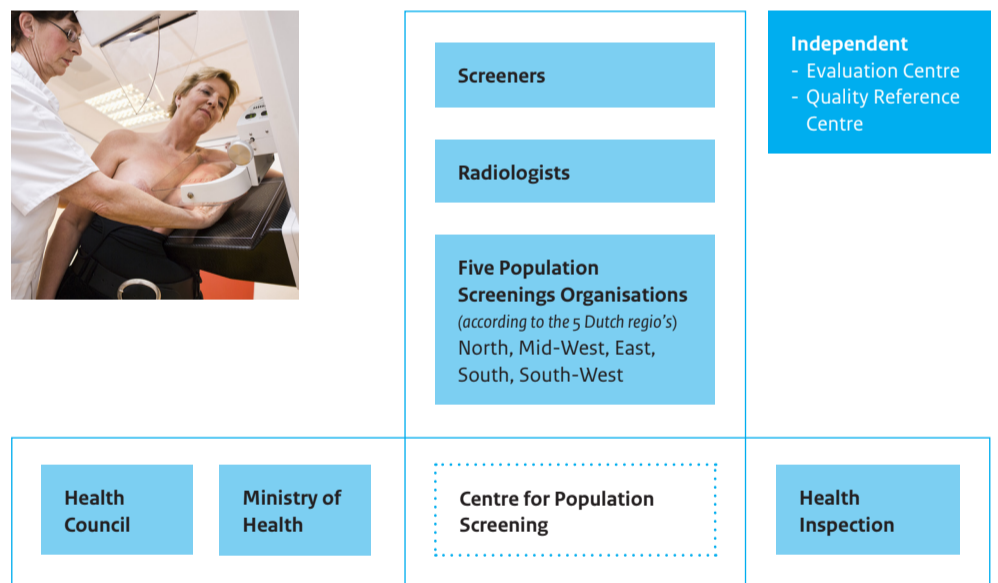 Screeners
Radiologists
Five Population
Screenings Organisations
(according to the 5 Dutch regio's)
North, Mid-West, East,
South, South-West
Independent
- Evaluation Centre
- Quality Reference
Centre
Health
Council
Ministry of
Health
Centre for Population
Screening
Health
Inspection